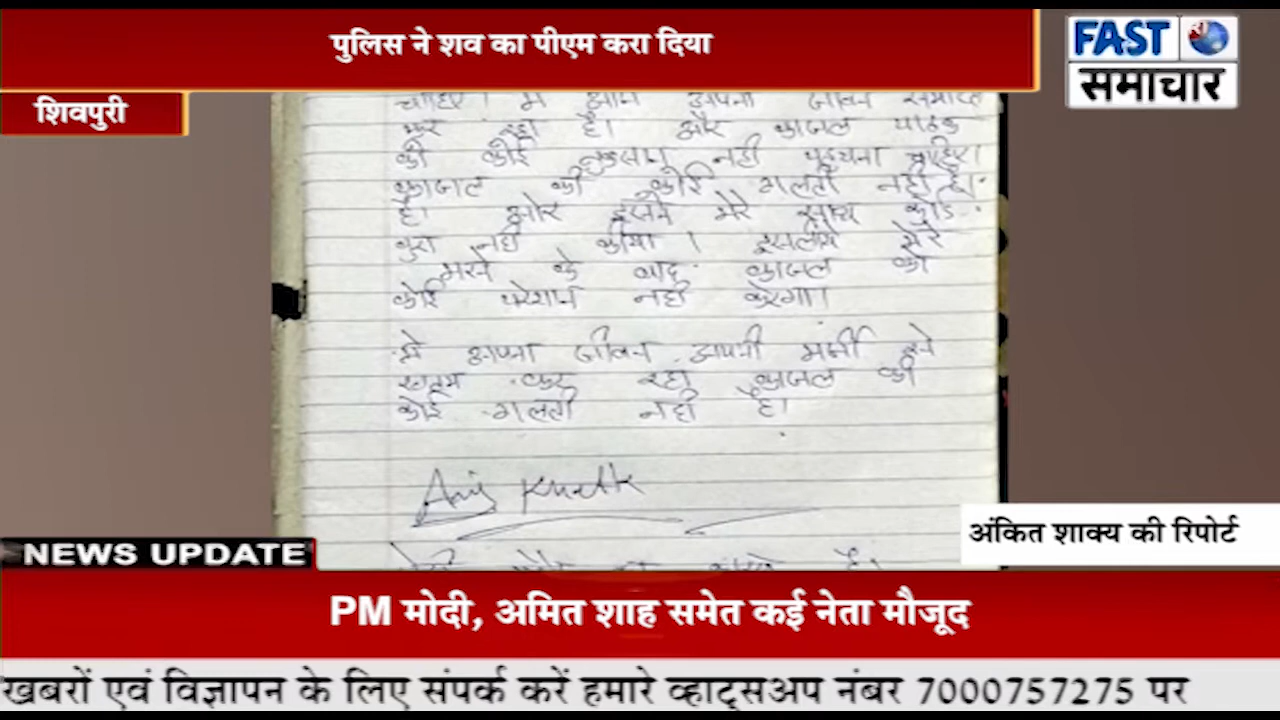 पुलिस ने शव का पीएम करा दिया
FAST
समाचार
शिवपुरी
चाहिए। मैं आज अपना जीवन समाप्त
कर रहा है। और काजल पाठक
को कोई नुकसान नही पहुचना चाहिए।
काजल की कोई गलती नही है।
है। ओर इसने मेरे साथ कोई
बुरा नही कीया। इसलीये मेरे
मरने के बाद काजल को
कोई परेशान नही करेगा।
मे अपना जीवन अपनी मर्जी से
खत्म कर रहा काजल की
कोई गलती नही है।
अंकित शाक्य की रिपोर्ट
NEWS UPDATE
PM मोदी, अमित शाह समेत कई नेता मौजूद
खबरों एवं विज्ञापन के लिए संपर्क करें हमारे व्हाट्सअप नंबर 7000757275 पर